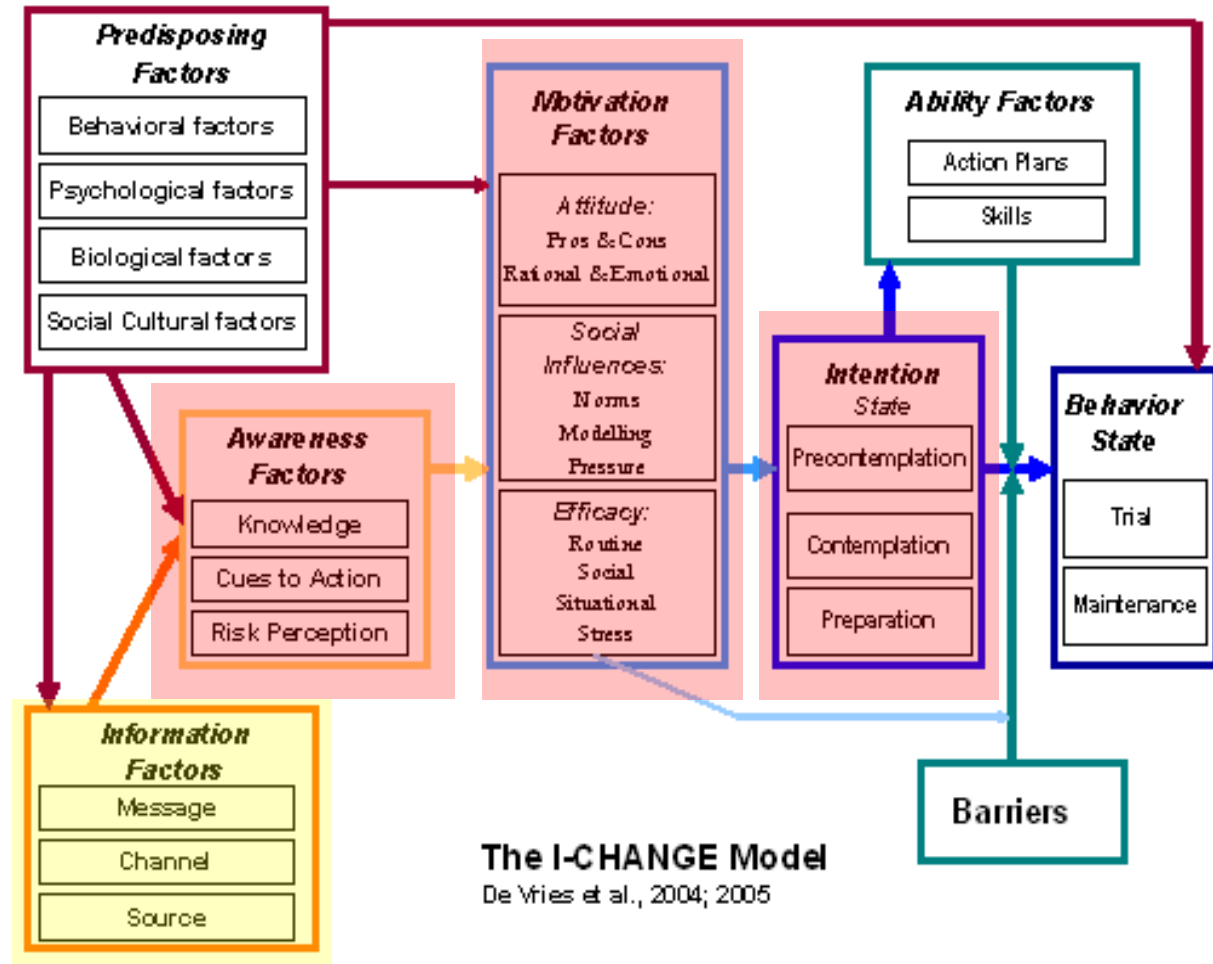 Predisposing
Factors
Behavioral factors
Psychological factors
Biological factors
Social Cultural factors
Awareness
Factors
Knowledge
Cues to Action
Risk Perception
Information
Factors
Message
Channel
Source
Motivation
Factors
Attitude:
Pros & Cons
Rational & Emotional
Social
Influences:
Norms
Modelling
Pressure
Efficacy:
Routine
Social
Situational
Stress
Intention
State
Precontemplation
Contemplation
Preparation
Ability Factors
Action Plans
Skills
Behavior
State
Trial
Maintenance
Barriers
The I-CHANGE Model
De Vries et al., 2004; 2005